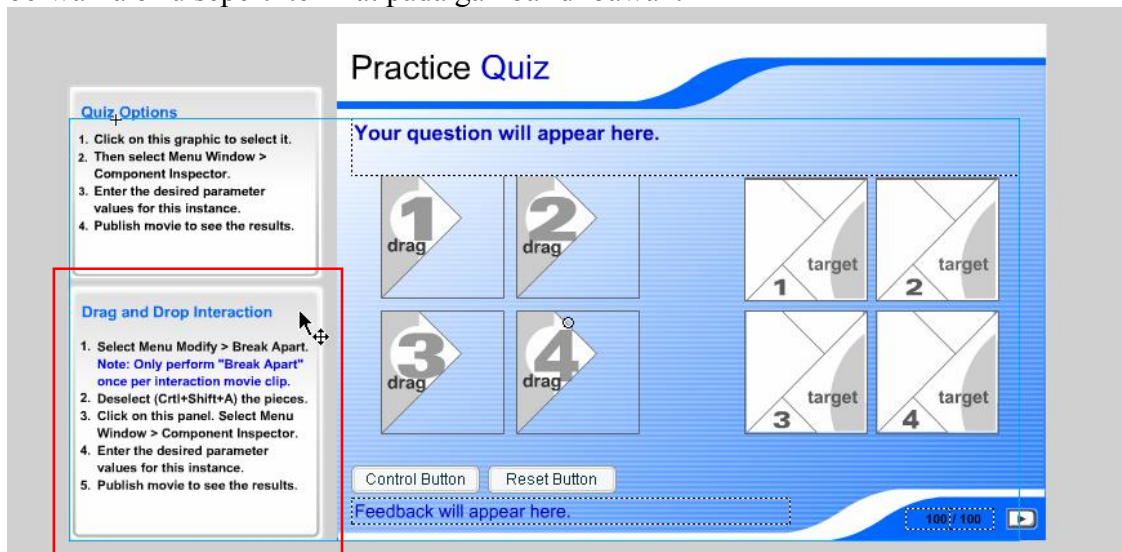 Practice Quiz
Quiz Options
1. Click on this graphic to select it.
2. Then select Menu Window >
Component Inspector.
3. Enter the desired parameter
values for this instance.
4. Publish movie to see the results.
Drag and Drop Interaction
1. Select Menu Modify > Break Apart.
Note: Only perform "Break Apart"
once per interaction movie clip.
2. Deselect (Crtl+Shift+A) the pieces.
3. Click on this panel. Select Menu
Window > Component Inspector.
4. Enter the desired parameter
values for this instance.
5. Publish movie to see the results.
Your question will appear here.
1 drag
2 drag
target 1
target 2
3 drag
4 drag
target 3
target 4
Control Button
Reset Button
Feedback will appear here.
100 / 100